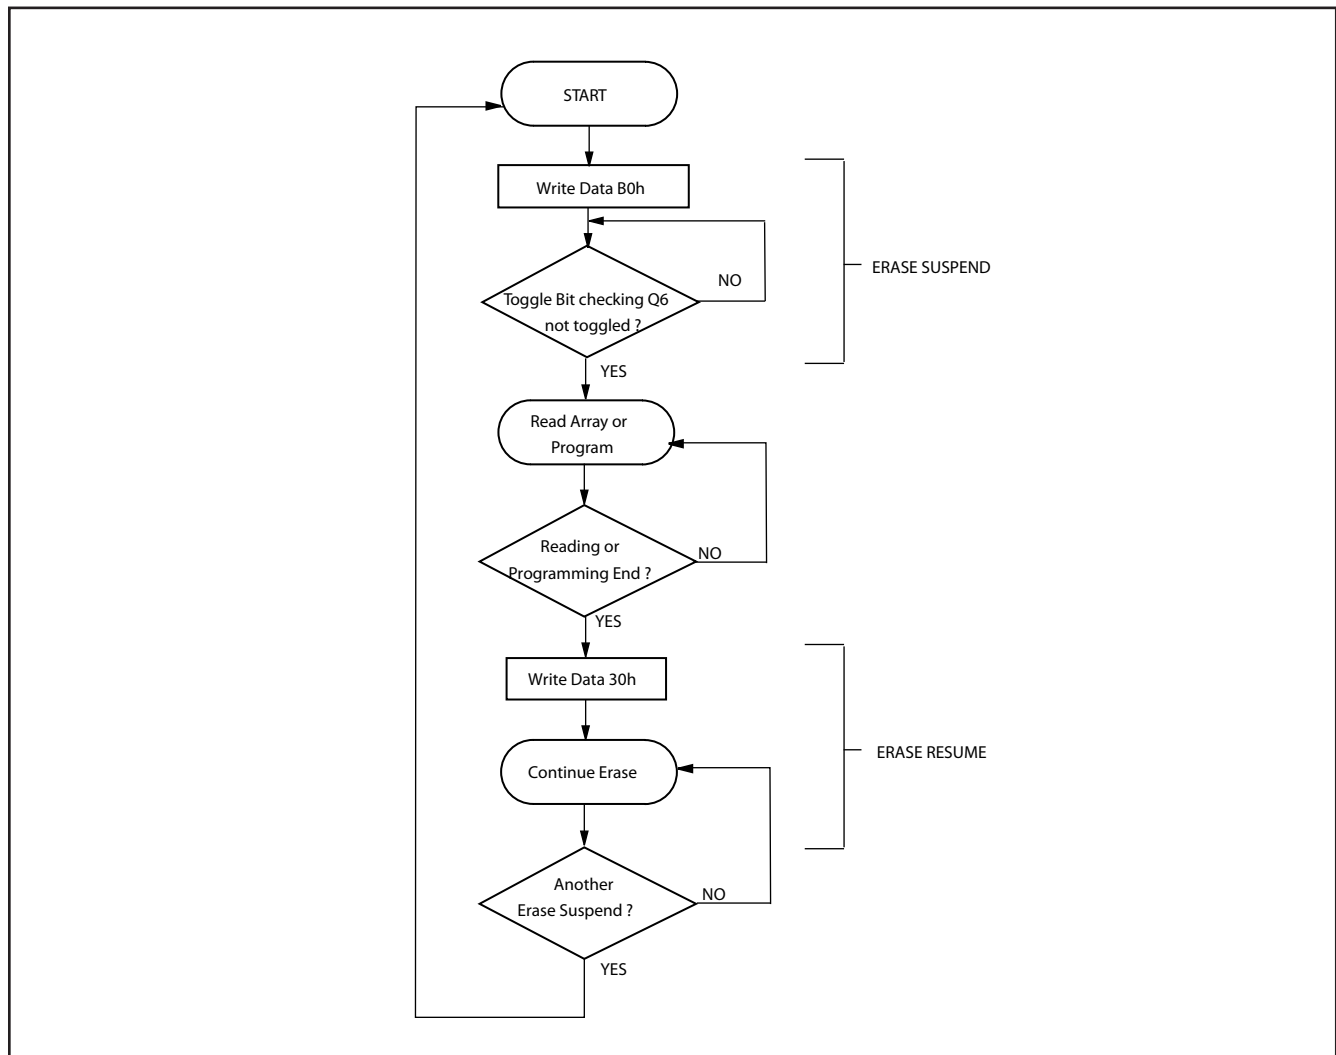 START
Write Data B0h
ERASE SUSPEND
NO
Toggle Bit checking Q6
not toggled ?
YES
Read Array or
Program
Reading or
NO
Programming End ?
YES
Write Data 30h
ERASE RESUME
Continue Erase
Another
NO
Erase Suspend ?
YES